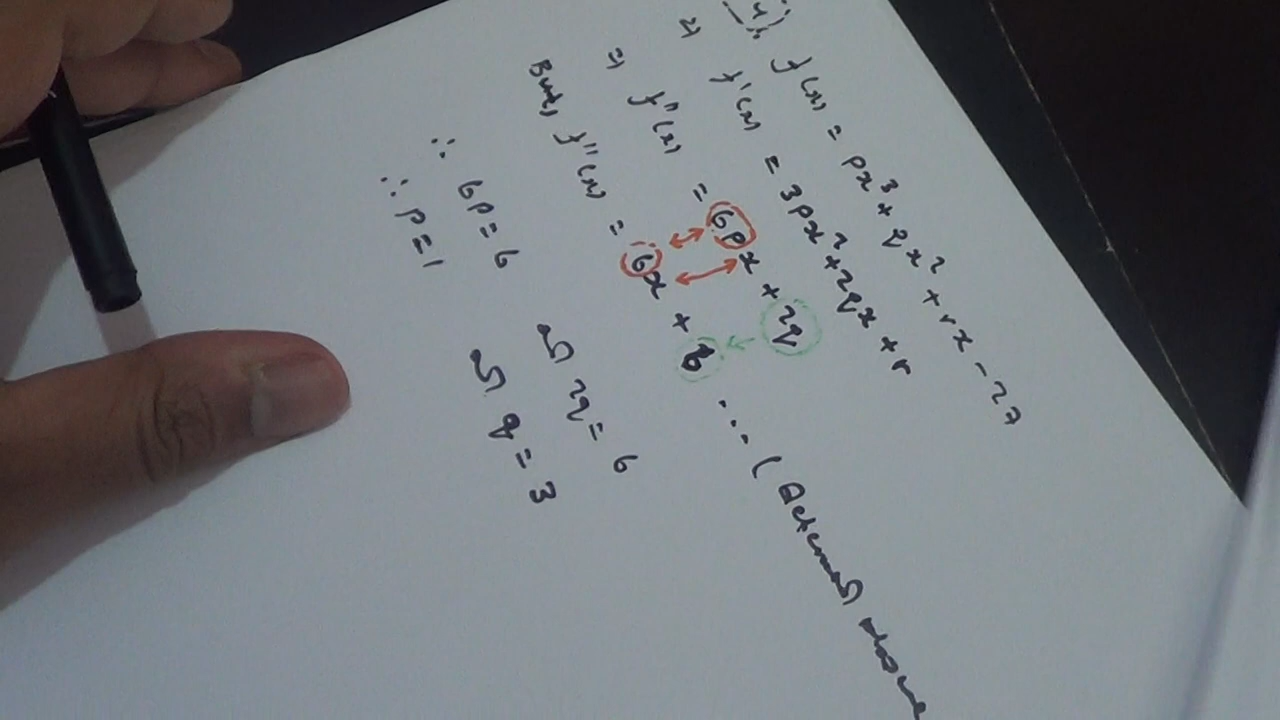 f(x) = px³ + qx² + rx - 27
⇒ f'(x) = 3px² + 2qx + r
⇒ f''(x) = 6px + 2q
But, f''(x) = 6x + 6 ... (Determined above
∴ 6p = 6
2q = 6
∴ p = 1
q = 3